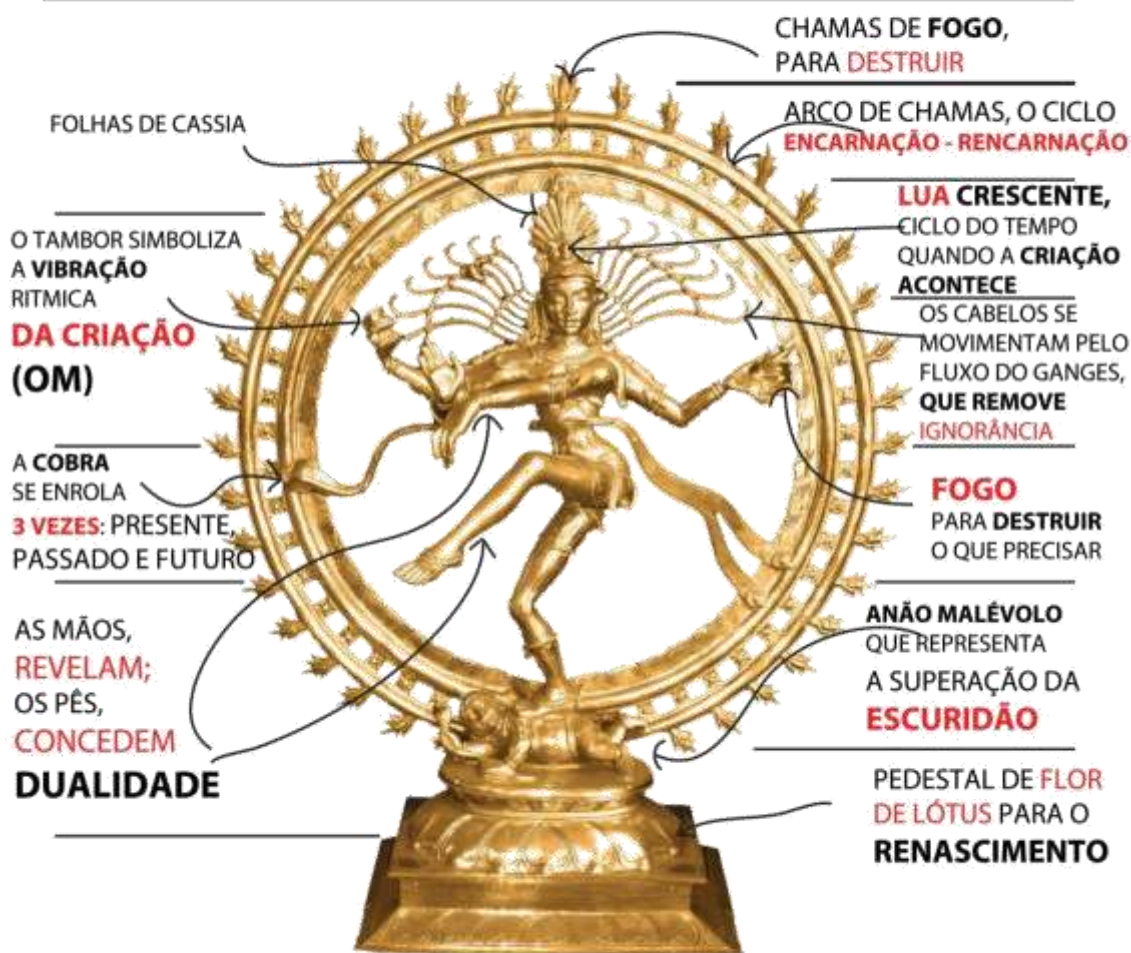 CHAMAS DE FOGO,
PARA DESTRUIR
ARCO DE CHAMAS, O CICLO
ENCARNAÇÃO - RENCARNAÇÃO
FOLHAS DE CASSIA
LUA CRESCENTE,
CICLO DO TEMPO
QUANDO A CRIAÇÃO
ACONTECE
O TAMBOR SIMBOLIZA
A VIBRAÇÃO
RITMICA
DA CRIAÇÃO
(OM)
OS CABELOS SE
MOVIMENTAM PELO
FLUXO DO GANGES,
QUE REMOVE
IGNORÂNCIA
A COBRA
SE ENROLA
3 VEZES: PRESENTE,
PASSADO E FUTURO
FOGO
PARA DESTRUIR
O QUE PRECISAR
AS MÃOS,
REVELAM;
OS PÊS,
CONCEDEM
DUALIDADE
ANÃO MALÉVOLO
QUE REPRESENTA
A SUPERAÇÃO DA
ESCURIDÃO
PEDESTAL DE FLOR
DE LÓTUS PARA O
RENASCIMENTO